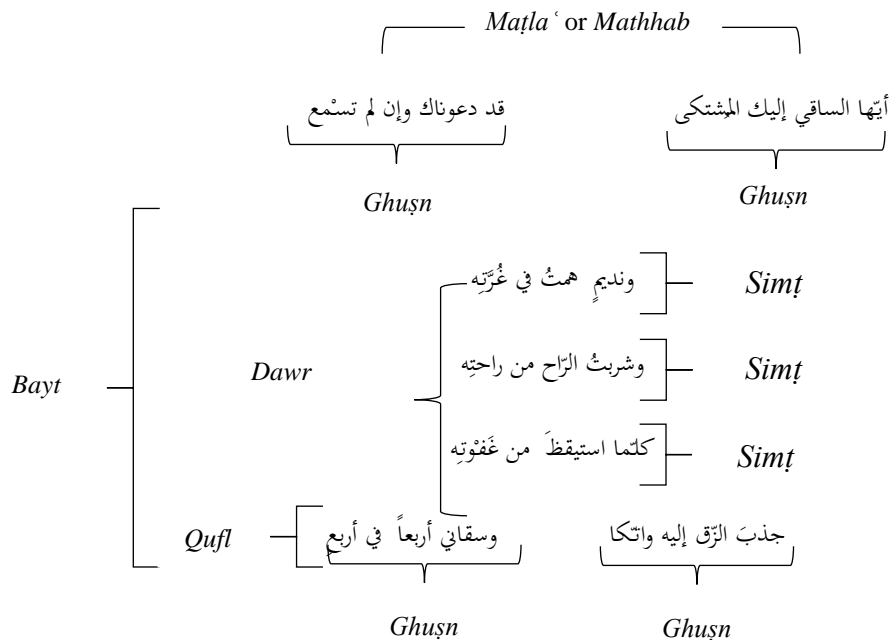 Maṭlaʿ or Mathhab
أيّها الساقي إليك المشتكى قد دعوناك وإن لم تسْمع
Ghuṣn Ghuṣn
ونديمٍ همتُ في غُرَّتِه Simṭ
Bayt Dawr وشربتُ الرّاح من راحتِه Simṭ
كلّما استيقظَ من غَفْوتِه Simṭ
Qufl جذبَ الزّق إليه واتّكا وسقاني أربعاً في أربعِ
Ghuṣn Ghuṣn